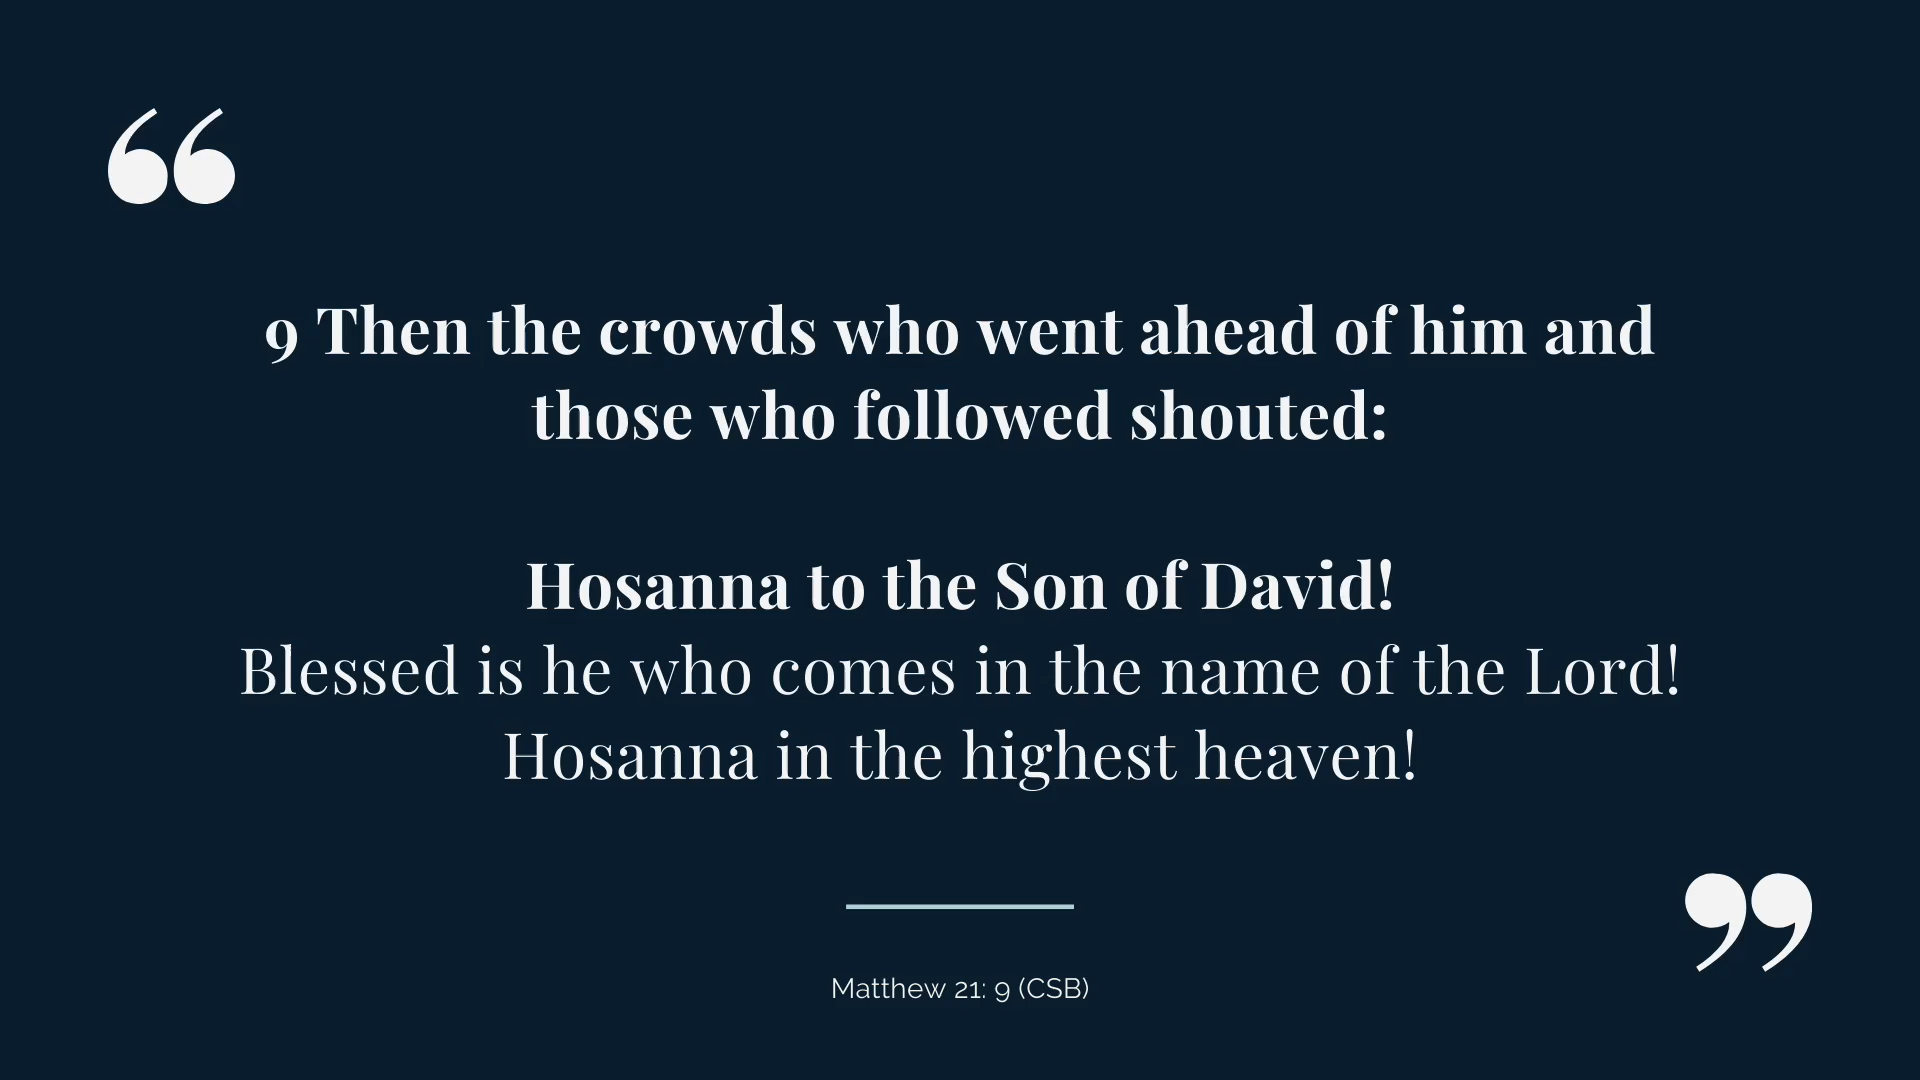 “
9 Then the crowds who went ahead of him and
those who followed shouted:
Hosanna to the Son of David!
Blessed is he who comes in the name of the Lord!
Hosanna in the highest heaven!
”
Matthew 21: 9 (CSB)